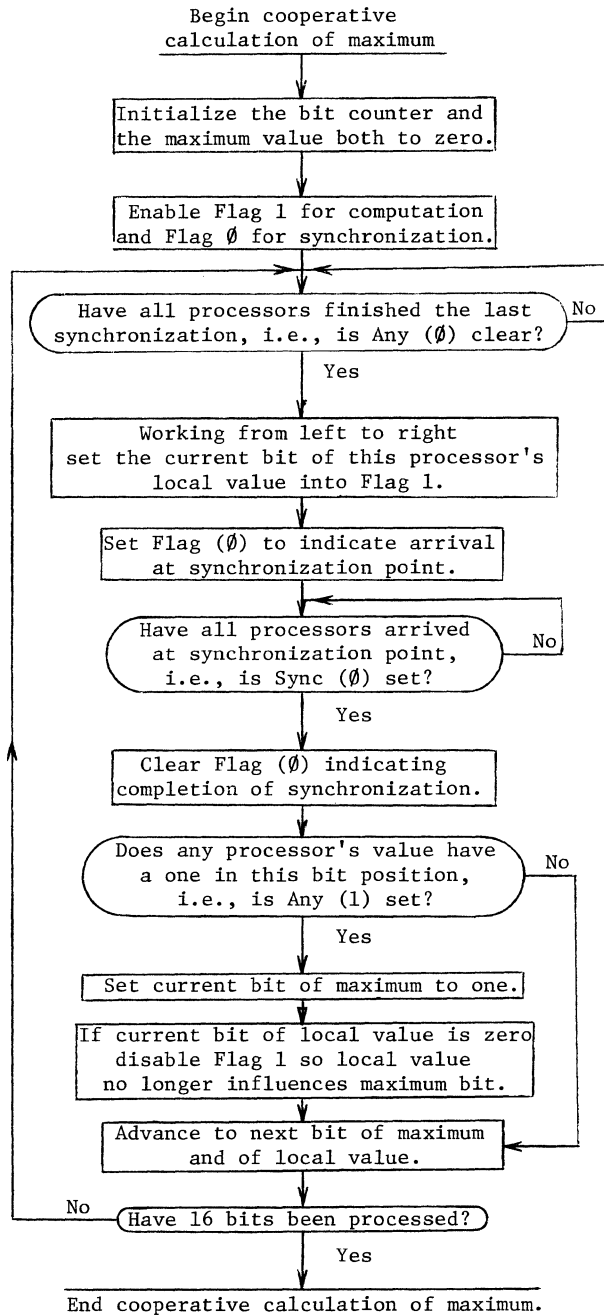 Begin cooperative
calculation of maximum
Initialize the bit counter and
the maximum value both to zero.
Enable Flag 1 for computation
and Flag Ø for synchronization.
Have all processors finished the last
synchronization, i.e., is Any (Ø) clear?
No
Yes
Working from left to right
set the current bit of this processor's
local value into Flag 1.
Set Flag (Ø) to indicate arrival
at synchronization point.
Have all processors arrived
at synchronization point,
i.e., is Sync (Ø) set?
No
Yes
Clear Flag (Ø) indicating
completion of synchronization.
Does any processor's value have
a one in this bit position,
i.e., is Any (1) set?
No
Yes
Set current bit of maximum to one.
If current bit of local value is zero
disable Flag 1 so local value
no longer influences maximum bit.
Advance to next bit of maximum
and of local value.
No
Have 16 bits been processed?
Yes
End cooperative calculation of maximum.